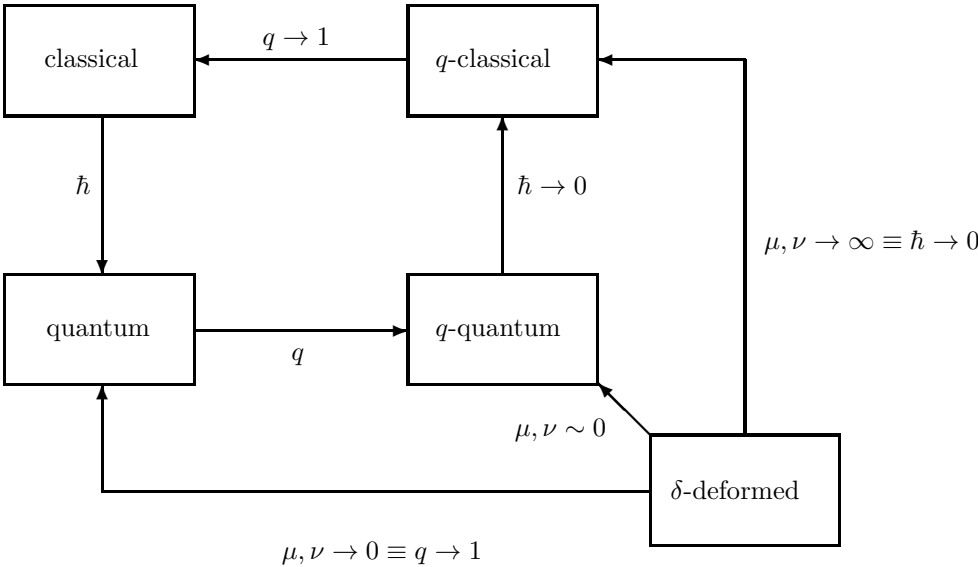 q → 1
classical
q-classical
ħ
ħ → 0
μ, ν → ∞ ≡ ħ → 0
quantum
q-quantum
q
μ, ν ∼ 0
δ-deformed
μ, ν → 0 ≡ q → 1